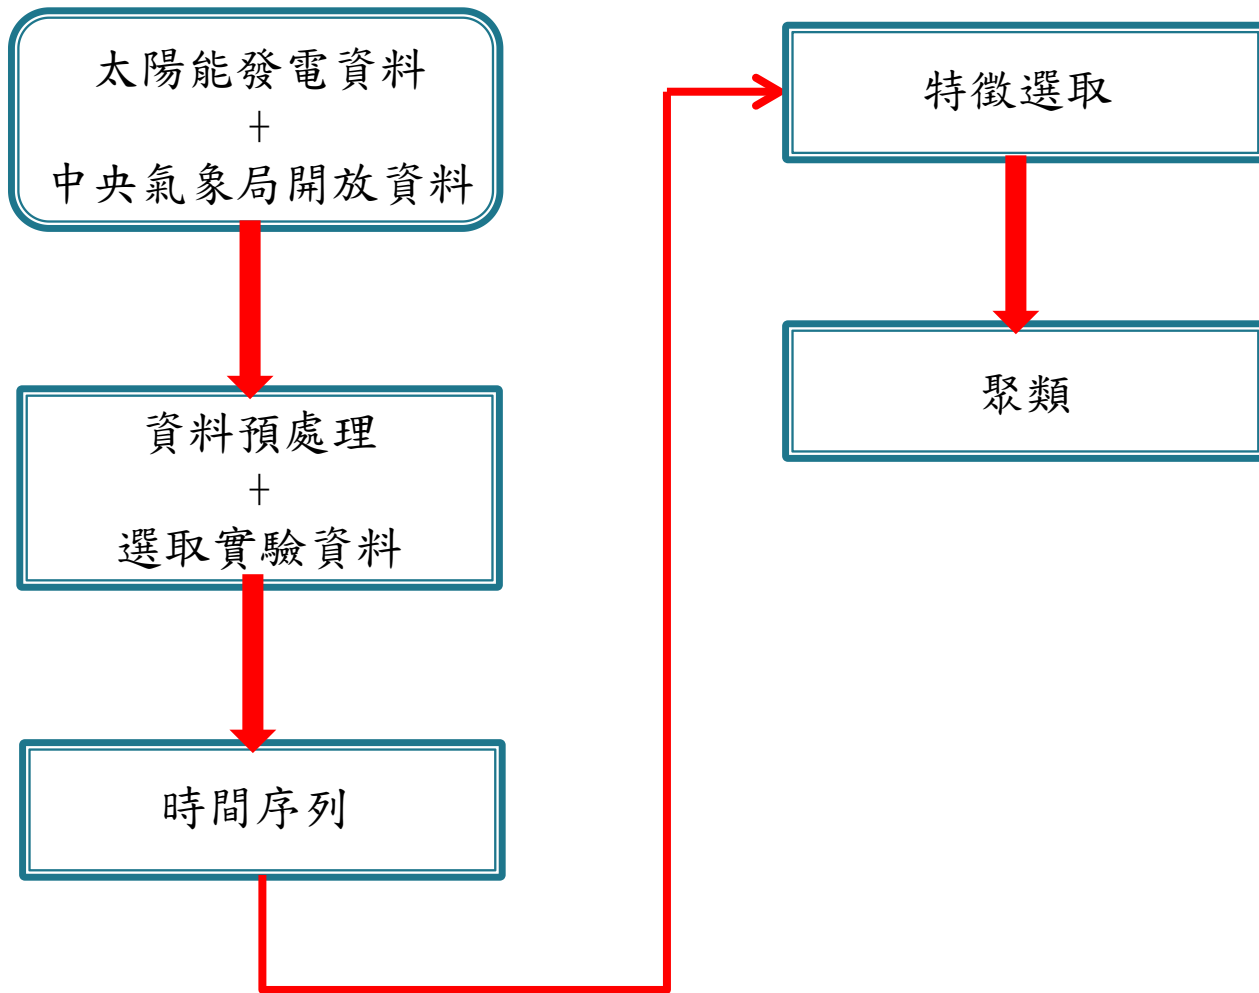 太陽能發電資料
+
中央氣象局開放資料
資料預處理
+
選取實驗資料
時間序列
特徵選取
聚類